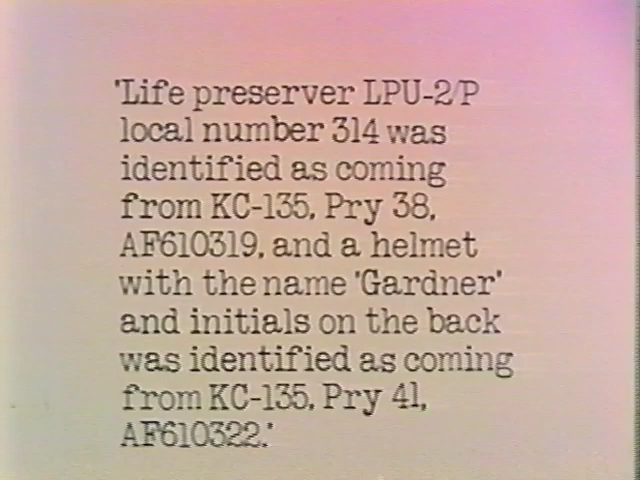 'Life preserver LPU-2/P
local number 314 was
identified as coming
from KC-135, Pry 38,
AF610319, and a helmet
with the name 'Gardner'
and initials on the back
was identified as coming
from KC-135, Pry 41,
AF610322.'